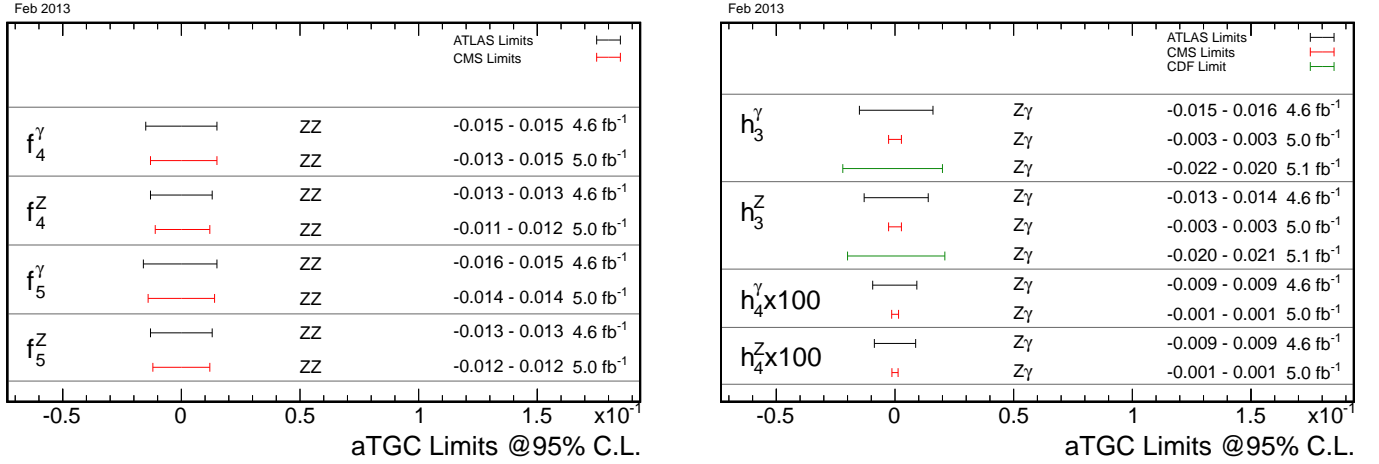 Feb 2013
ATLAS Limits
CMS Limits
f₄^γ
ZZ -0.015 - 0.015 4.6 fb⁻¹
ZZ -0.013 - 0.015 5.0 fb⁻¹
f₄^Z
ZZ -0.013 - 0.013 4.6 fb⁻¹
ZZ -0.011 - 0.012 5.0 fb⁻¹
f₅^γ
ZZ -0.016 - 0.015 4.6 fb⁻¹
ZZ -0.014 - 0.014 5.0 fb⁻¹
f₅^Z
ZZ -0.013 - 0.013 4.6 fb⁻¹
ZZ -0.012 - 0.012 5.0 fb⁻¹
-0.5 0 0.5 1 1.5 x10⁻¹
aTGC Limits @95% C.L.
Feb 2013
ATLAS Limits
CMS Limits
CDF Limit
h₃^γ
Zγ -0.015 - 0.016 4.6 fb⁻¹
Zγ -0.003 - 0.003 5.0 fb⁻¹
Zγ -0.022 - 0.020 5.1 fb⁻¹
h₃^Z
Zγ -0.013 - 0.014 4.6 fb⁻¹
Zγ -0.003 - 0.003 5.0 fb⁻¹
Zγ -0.020 - 0.021 5.1 fb⁻¹
h₄^γx100
Zγ -0.009 - 0.009 4.6 fb⁻¹
Zγ -0.001 - 0.001 5.0 fb⁻¹
h₄^Zx100
Zγ -0.009 - 0.009 4.6 fb⁻¹
Zγ -0.001 - 0.001 5.0 fb⁻¹
-0.5 0 0.5 1 1.5 x10⁻¹
aTGC Limits @95% C.L.